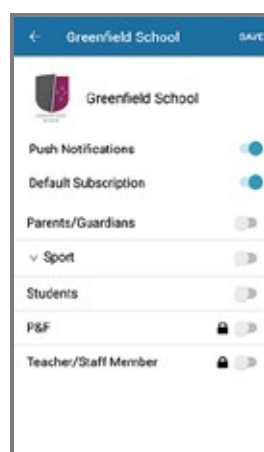 Greenfield School
SAVE
Greenfield School
Push Notifications
Default Subscription
Parents/Guardians
Sport
Students
P&F
Teacher/Staff Member